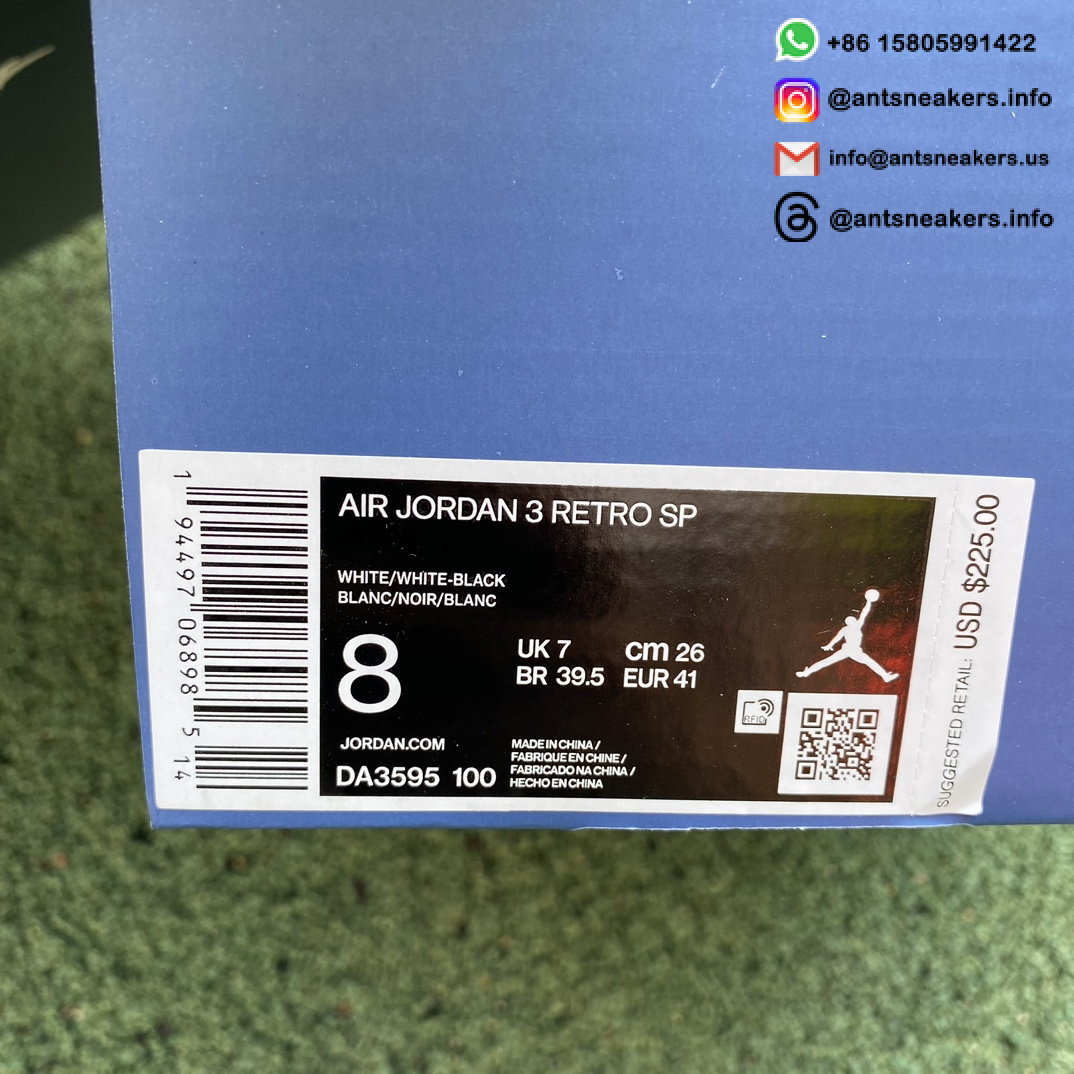 +86 15805991422
@antsneakers.info
info@antsneakers.us
@antsneakers.info
1 94497 06898 5 14
AIR JORDAN 3 RETRO SP
WHITE/WHITE-BLACK
BLANC/NOIR/BLANC
8
UK 7 cm 26
BR 39.5 EUR 41
RFID
JORDAN.COM
DA3595 100
MADE IN CHINA /
FABRIQUE EN CHINE /
FABRICADO NA CHINA /
HECHO EN CHINA
SUGGESTED RETAIL: USD $225.00